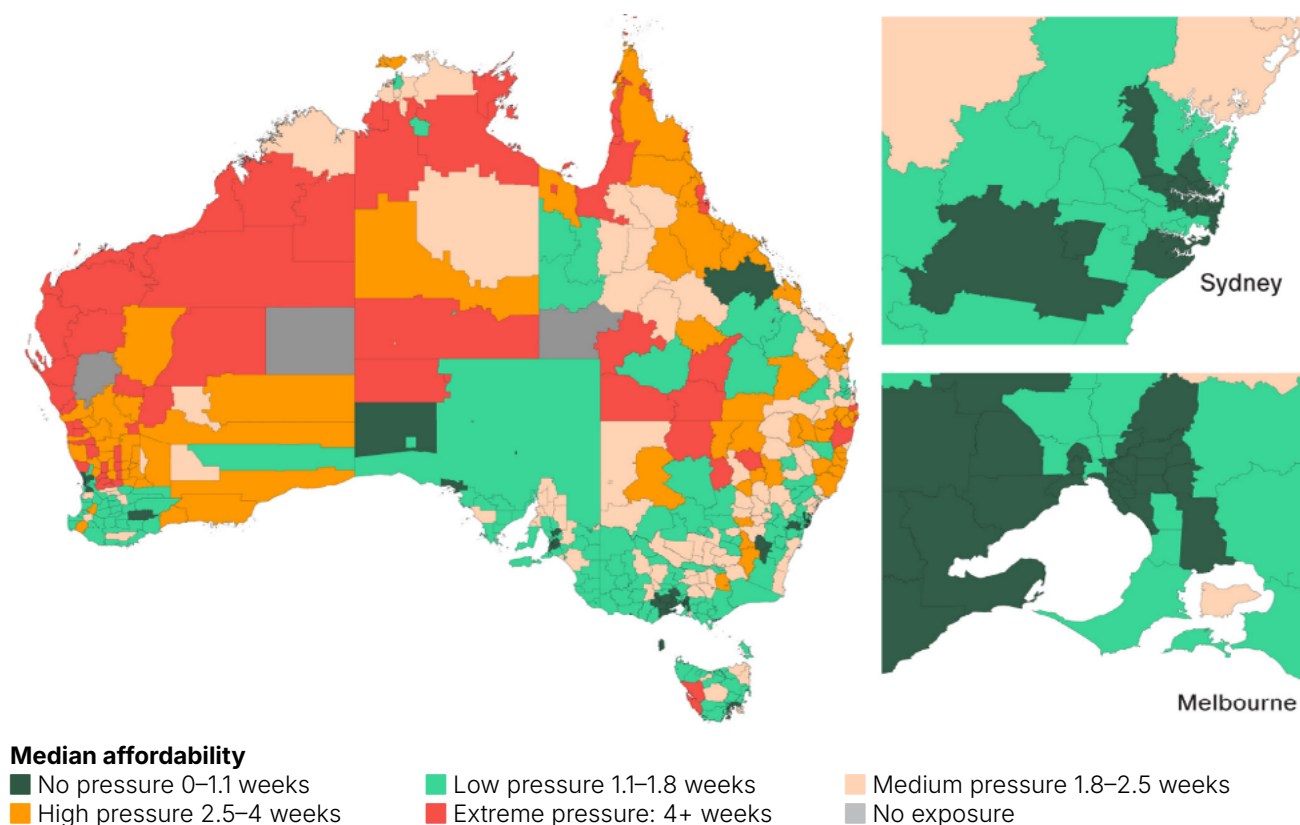 Sydney
Melbourne
Median affordability
No pressure 0–1.1 weeks
Low pressure 1.1–1.8 weeks
Medium pressure 1.8–2.5 weeks
High pressure 2.5–4 weeks
Extreme pressure: 4+ weeks
No exposure